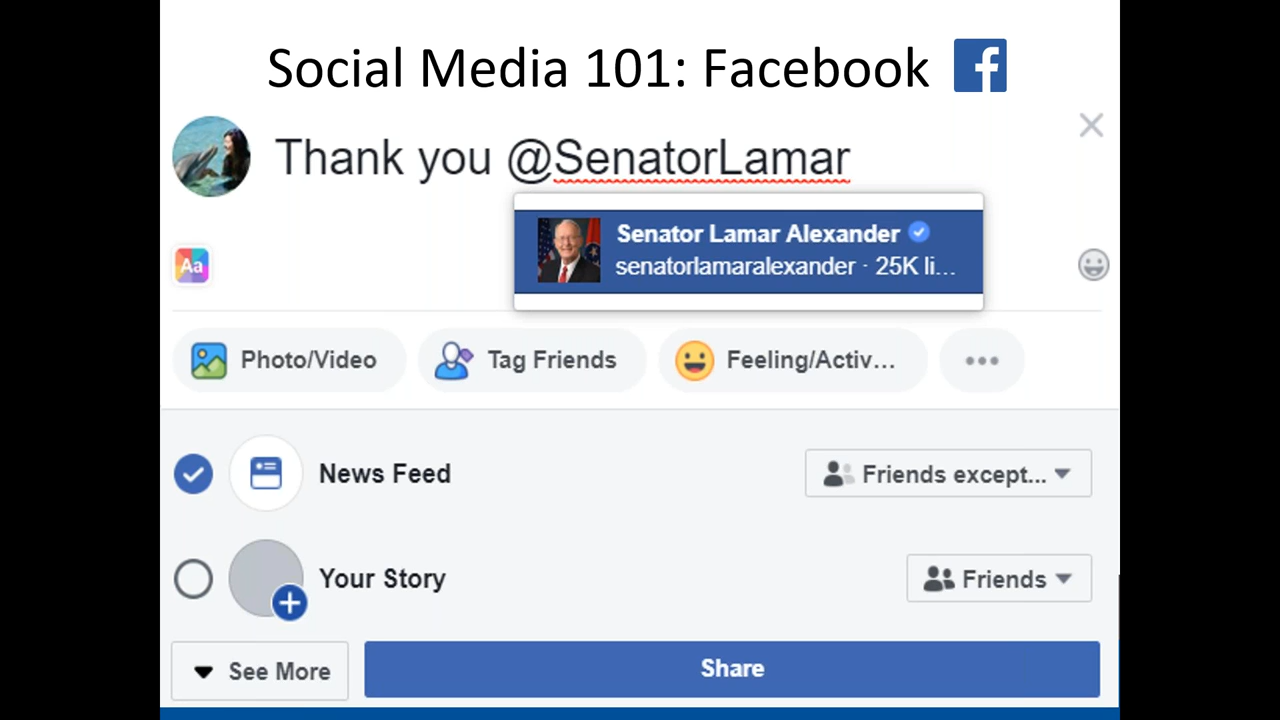 Social Media 101: Facebook f
Thank you @SenatorLamar
Senator Lamar Alexander
senatorlamaralexander · 25K li...
Aa
Photo/Video
Tag Friends
Feeling/Activ...
News Feed
Friends except...
Your Story
Friends
See More
Share